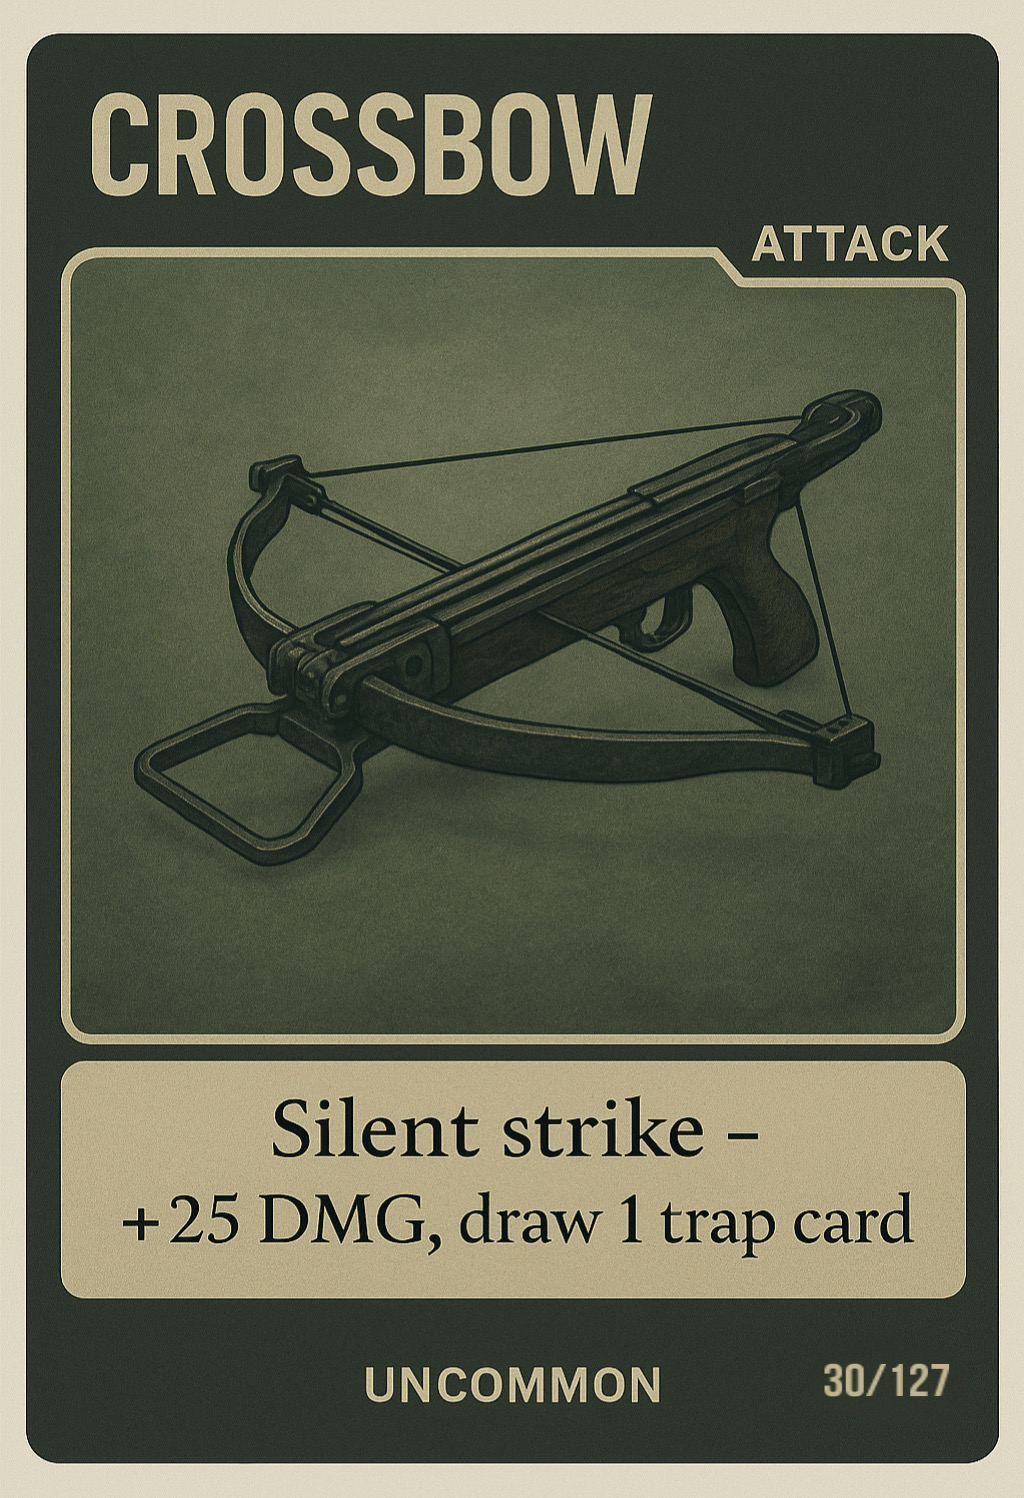 CROSSBOW
ATTACK
Silent strike –
+25 DMG, draw 1 trap card
UNCOMMON
30/127